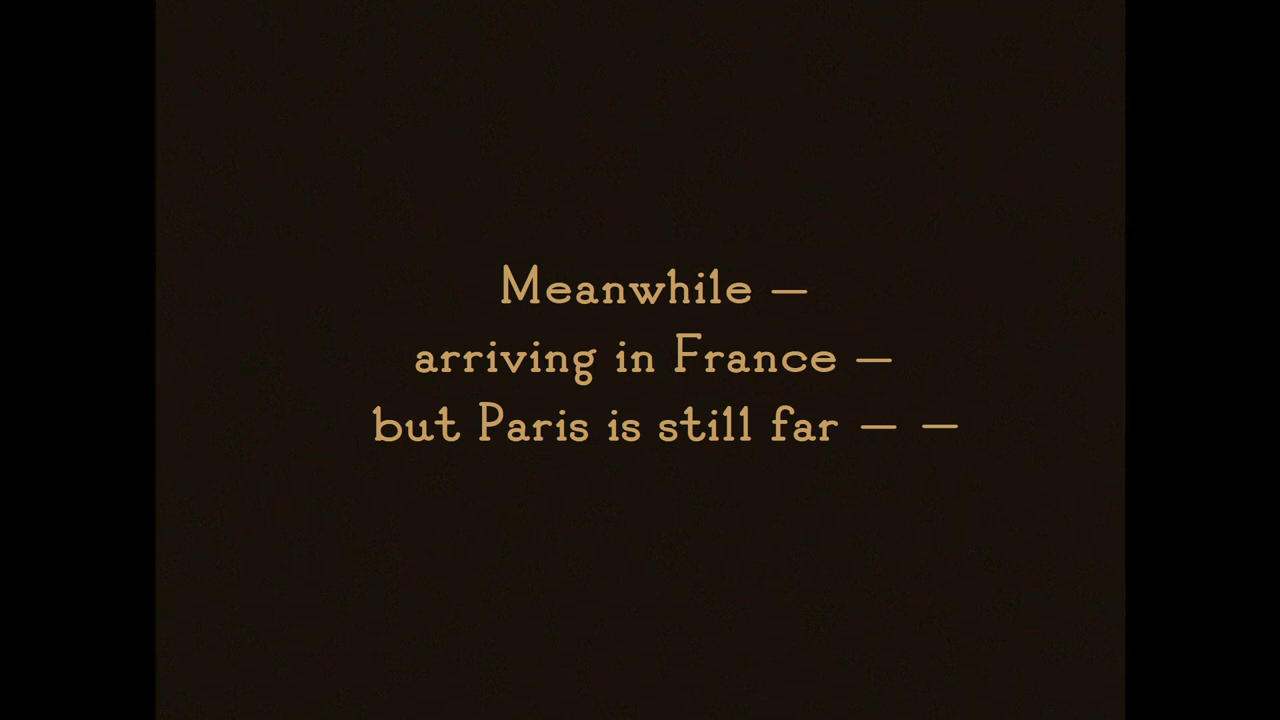 Meanwhile —
arriving in France —
but Paris is still far — —